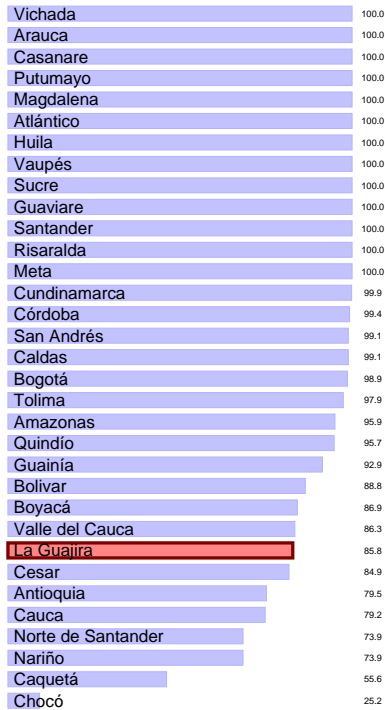 Vichada 100.0
Arauca 100.0
Casanare 100.0
Putumayo 100.0
Magdalena 100.0
Atlántico 100.0
Huila 100.0
Vaupés 100.0
Sucre 100.0
Guaviare 100.0
Santander 100.0
Risaralda 100.0
Meta 100.0
Cundinamarca 99.9
Córdoba 99.4
San Andrés 99.1
Caldas 99.1
Bogotá 98.9
Tolima 97.9
Amazonas 95.9
Quindío 95.7
Guainía 92.9
Bolivar 88.8
Boyacá 86.9
Valle del Cauca 86.3
La Guajira 85.8
Cesar 84.9
Antioquia 79.5
Cauca 79.2
Norte de Santander 73.9
Nariño 73.9
Caquetá 55.6
Chocó 25.2